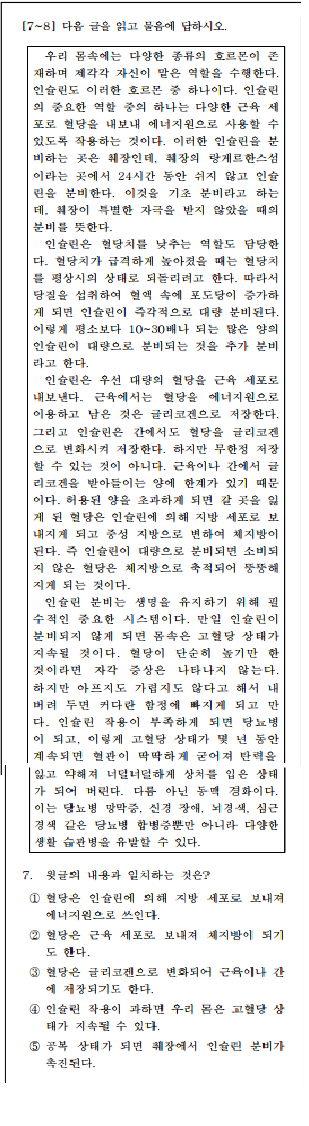 [7~8] 다음 글을 읽고 물음에 답하시오.
우리 몸속에는 다양한 종류의 호르몬이 존
재하며 제각각 자신이 맡은 역할을 수행한다.
인슐린도 이러한 호르몬 중 하나이다. 인슐린
의 중요한 역할 중의 하나는 다양한 근육 세
포로 혈당을 내보내 에너지원으로 사용할 수
있도록 작용하는 것이다. 이러한 인슐린을 분
비하는 곳은 췌장인데, 췌장의 랑게르한스섬
이라는 곳에서 24시간 동안 쉬지 않고 인슐
린을 분비한다. 이것을 기초 분비라고 하는
데, 췌장이 특별한 자극을 받지 않았을 때의
분비를 뜻한다.
인슐린은 혈당치를 낮추는 역할도 담당한
다. 혈당치가 급격하게 높아졌을 때는 혈당치
를 평상시의 상태로 되돌리려고 한다. 따라서
당질을 섭취하여 혈액 속에 포도당이 증가하
게 되면 인슐린이 즉각적으로 대량 분비된다.
이렇게 평소보다 10~30배나 되는 많은 양의
인슐린이 대량으로 분비되는 것을 추가 분비
라고 한다.
인슐린은 우선 대량의 혈당을 근육 세포로
내보낸다. 근육에서는 혈당을 에너지원으로
이용하고 남은 것은 글리코겐으로 저장한다.
그리고 인슐린은 간에서도 혈당을 글리코겐
으로 변화시켜 저장한다. 하지만 무한정 저장
할 수 있는 것이 아니다. 근육이나 간에서 글
리코겐을 받아들이는 양에 한계가 있기 때문
이다. 허용된 양을 초과하게 되면 갈 곳을 잃
게 된 혈당은 인슐린에 의해 지방 세포로 보
내지게 되고 중성 지방으로 변하여 체지방이
된다. 즉 인슐린이 대량으로 분비되면 소비되
지 않은 혈당은 체지방으로 축적되어 뚱뚱해
지게 되는 것이다.
인슐린 분비는 생명을 유지하기 위해 필
수적인 중요한 시스템이다. 만일 인슐린이
분비되지 않게 되면 몸속은 고혈당 상태가
지속될 것이다. 혈당이 단순히 높기만 한
것이라면 자각 증상은 나타나지 않는다.
하지만 아프지도 가렵지도 않다고 해서 내
버려 두면 커다란 함정에 빠지게 되고 만
다. 인슐린 작용이 부족하게 되면 당뇨병
이 되고, 이렇게 고혈당 상태가 몇 년 동안
계속되면 혈관이 딱딱하게 굳어져 탄력을
잃고 약해져 너덜너덜하게 상처를 입은 상태
가 되어 버린다. 다름 아닌 동맥 경화이다.
이는 당뇨병 망막증, 신경 장애, 뇌경색, 심근
경색 같은 당뇨병 합병증뿐만 아니라 다양한
생활 습관병을 유발할 수 있다.
7. 윗글의 내용과 일치하는 것은?
① 혈당은 인슐린에 의해 지방 세포로 보내져
에너지원으로 쓰인다.
② 혈당은 근육 세포로 보내져 체지방이 되기
도 한다.
③ 혈당은 글리코겐으로 변화되어 근육이나 간
에 저장되기도 한다.
④ 인슐린 작용이 과하면 우리 몸은 고혈당 상
태가 지속될 수 있다.
⑤ 공복 상태가 되면 췌장에서 인슐린 분비가
촉진된다.